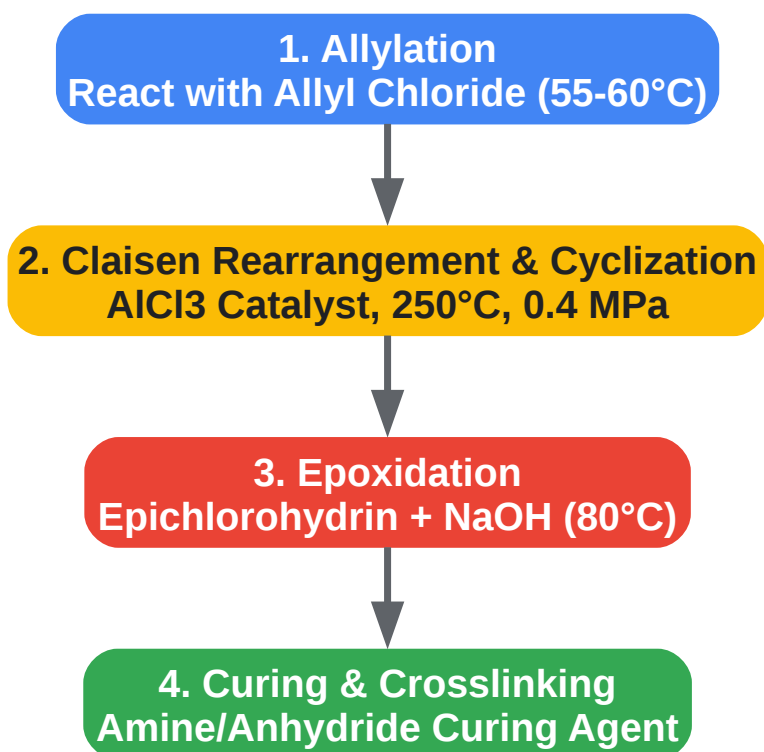 1. Allylation
React with Allyl Chloride (55-60°C)
2. Claisen Rearrangement & Cyclization
AlCl3 Catalyst, 250°C, 0.4 MPa
3. Epoxidation
Epichlorohydrin + NaOH (80°C)
4. Curing & Crosslinking
Amine/Anhydride Curing Agent